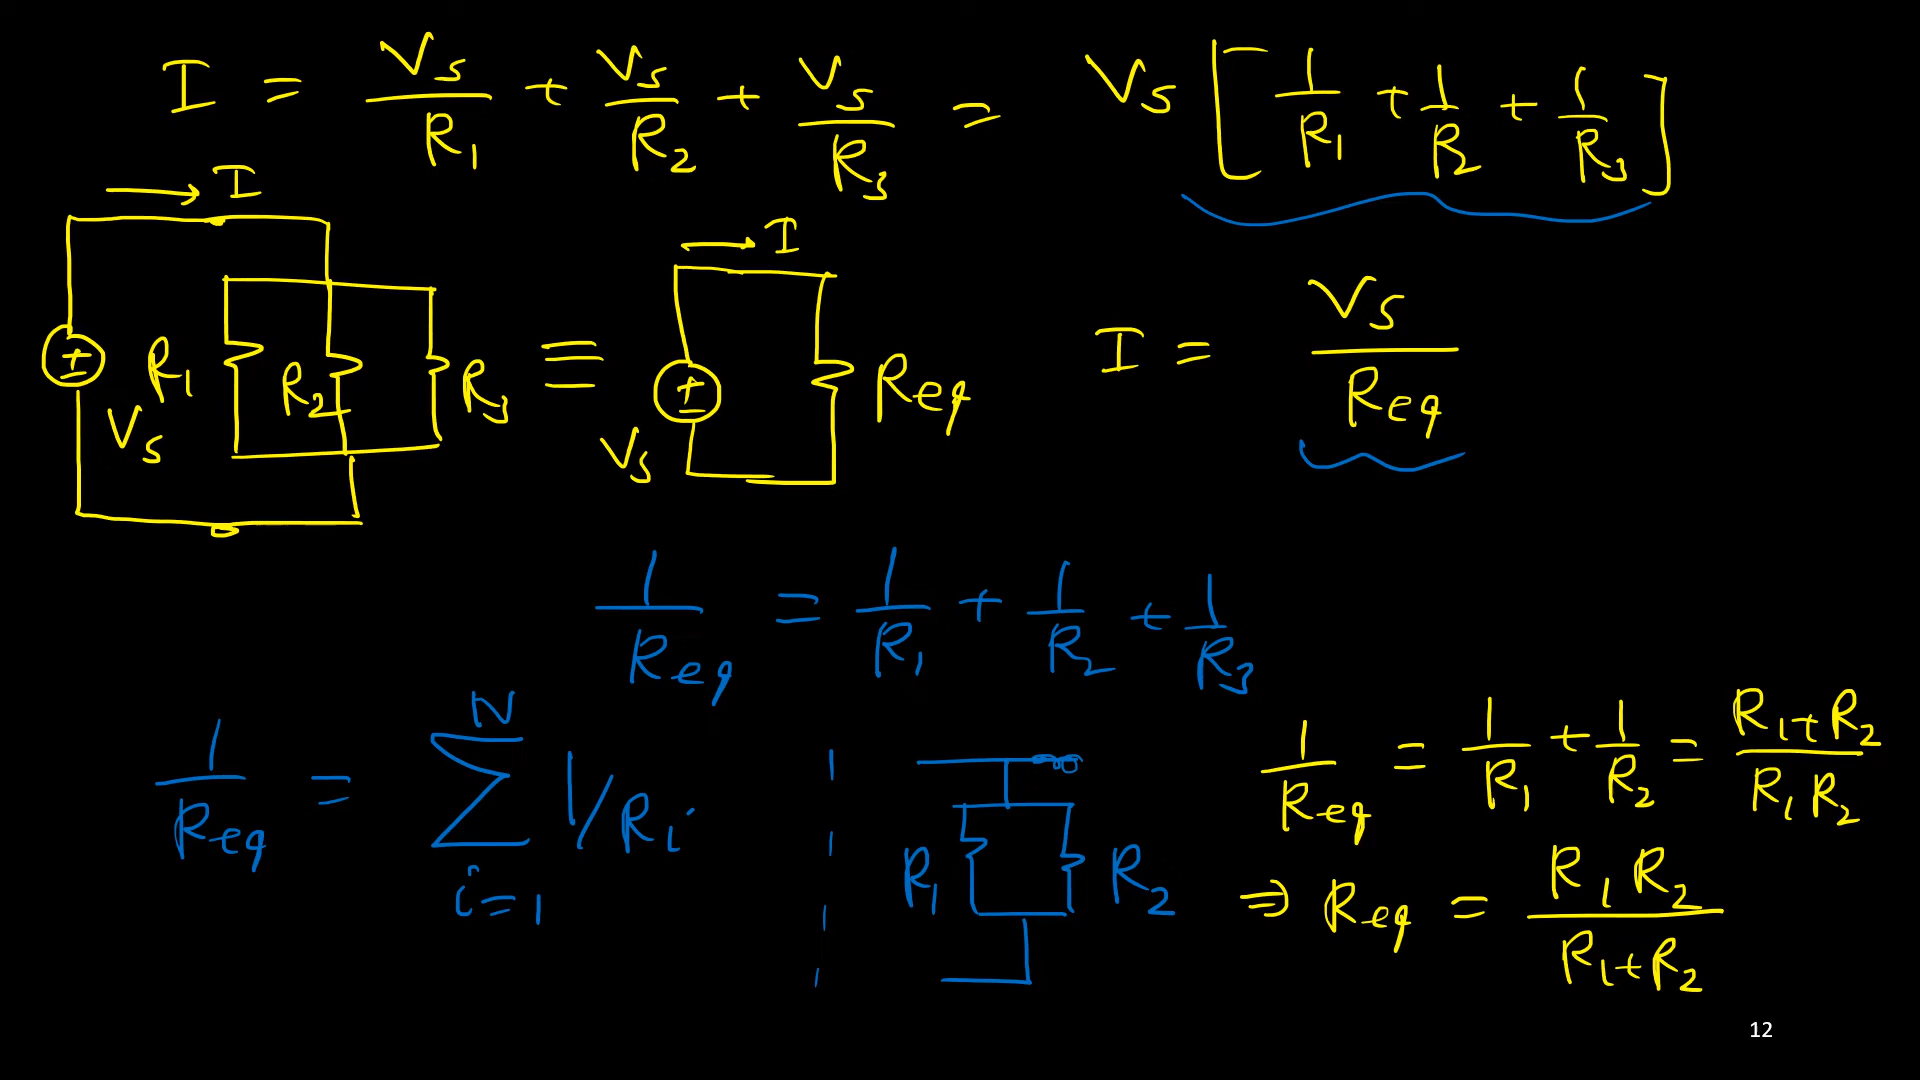 I = Vs/R1 + Vs/R2 + Vs/R3 = Vs [ 1/R1 + 1/R2 + 1/R3 ]
I
± Vs R1 R2 R3 ≡ ± Vs I Req
I = Vs/Req
1/Req = 1/R1 + 1/R2 + 1/R3
1/Req = Σ N i=1 1/Ri
R1 R2
1/Req = 1/R1 + 1/R2 = R1+R2/R1R2
⇒ Req = R1R2/R1+R2
12